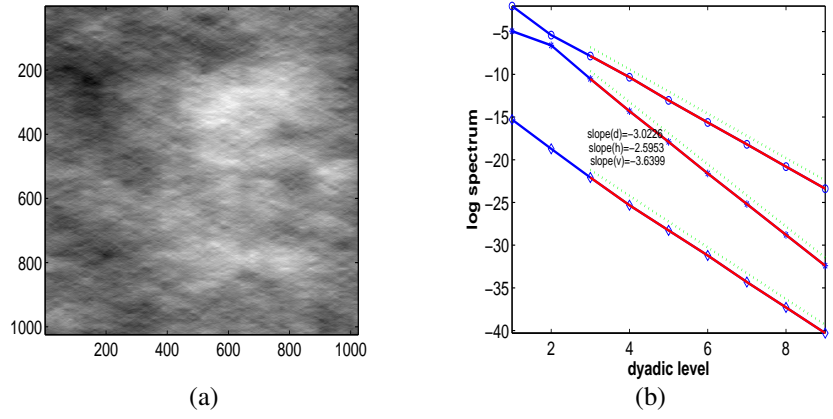 200
400
600
800
1000
200 400 600 800 1000
(a)
−5
−10
−15
−20
−25
−30
−35
−40
log spectrum
slope(d)=−3.0226
slope(h)=−2.5953
slope(v)=−3.6399
2 4 6 8
dyadic level
(b)